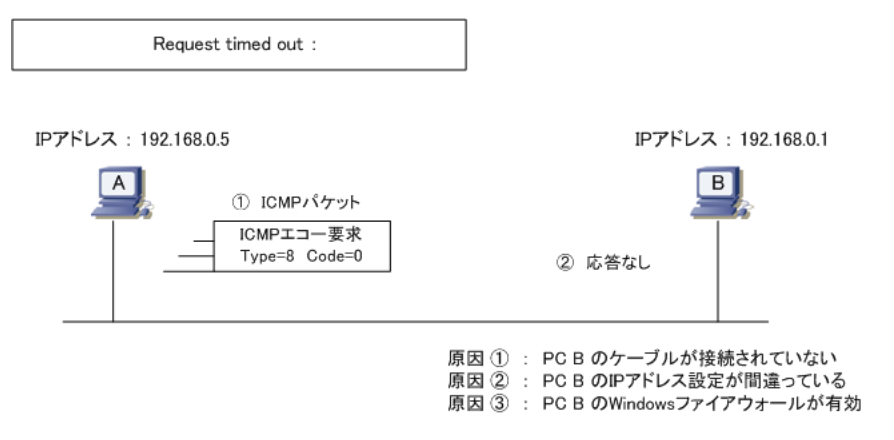 Request timed out :
IPアドレス : 192.168.0.5
IPアドレス : 192.168.0.1
A
B
① ICMPパケット
ICMPエコー要求
Type=8 Code=0
② 応答なし
原因 ① : PC B のケーブルが接続されていない
原因 ② : PC B のIPアドレス設定が間違っている
原因 ③ : PC B のWindowsファイアウォールが有効